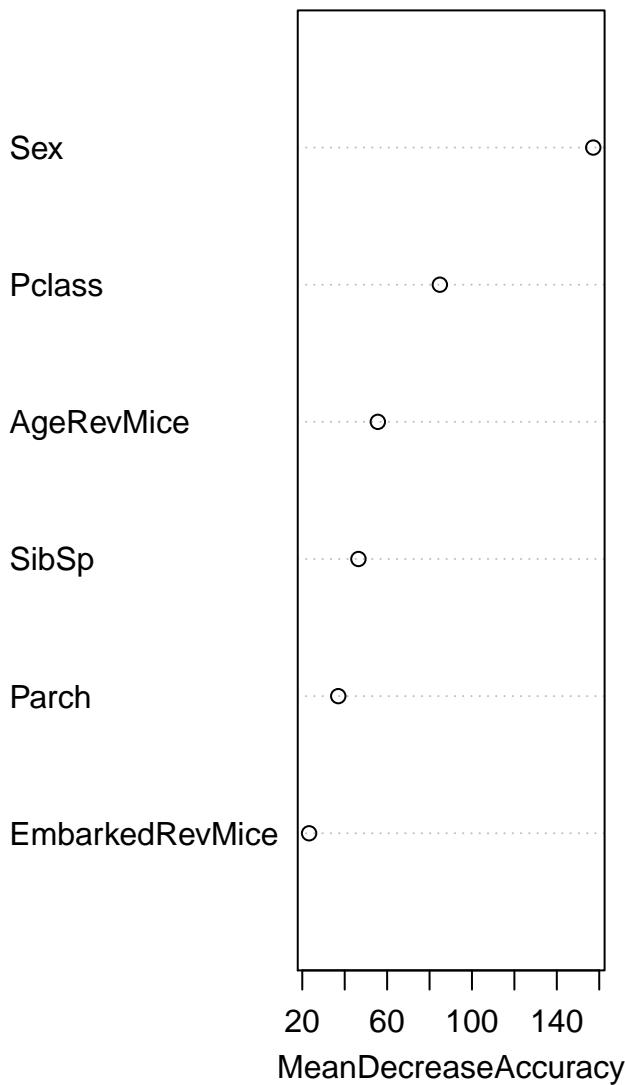 Sex
Pclass
AgeRevMice
SibSp
Parch
EmbarkedRevMice
20 60 100 140
MeanDecreaseAccuracy